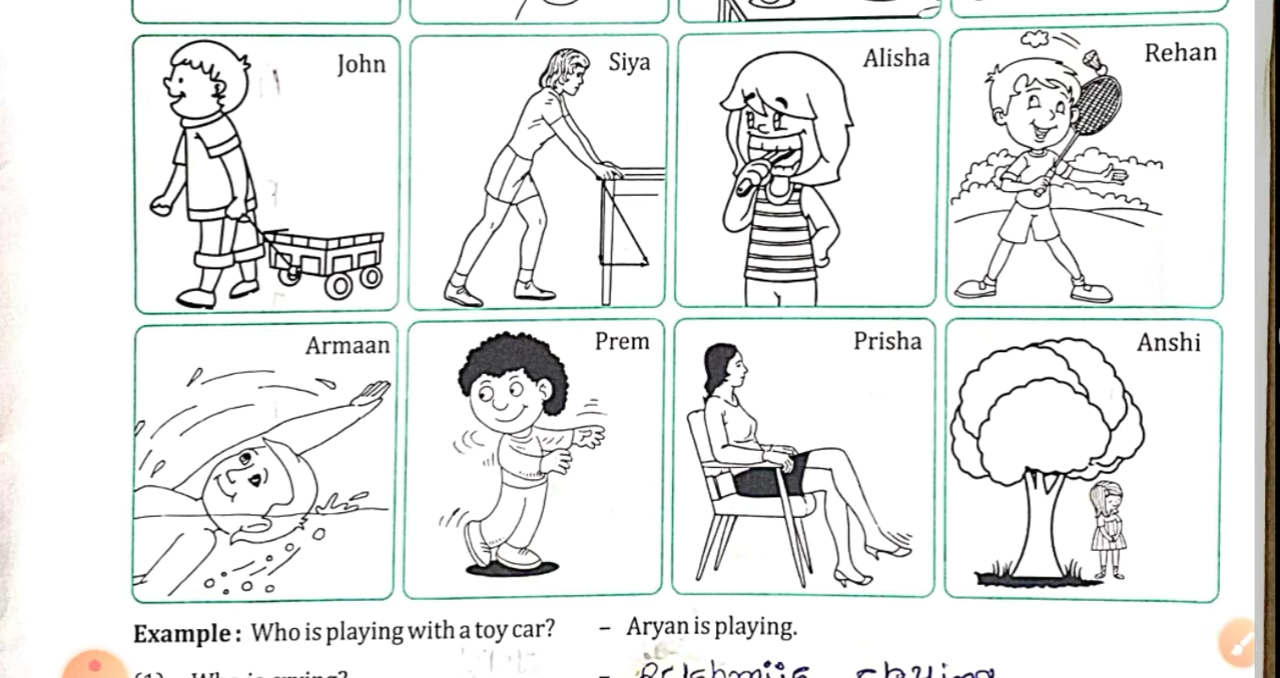 John
Siya
Alisha
Rehan
Armaan
Prem
Prisha
Anshi
Example: Who is playing with a toy car? – Aryan is playing.